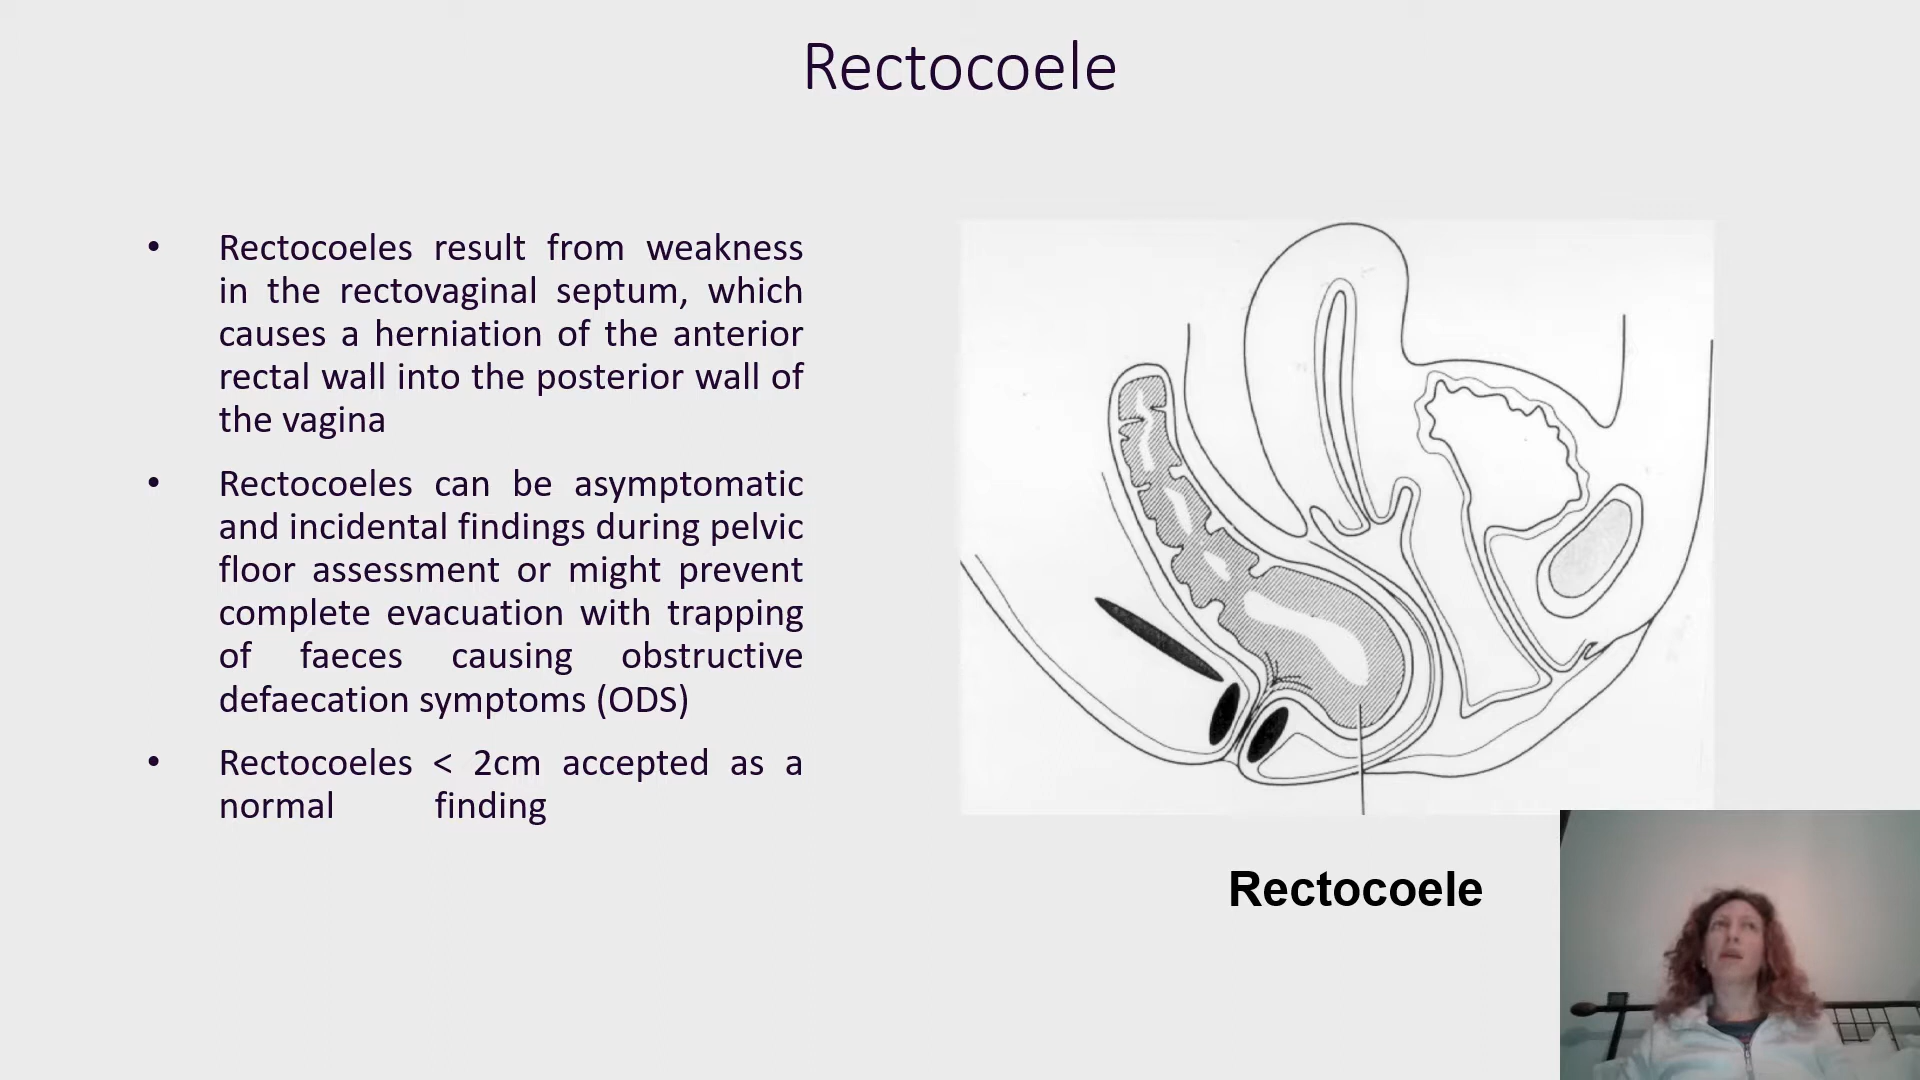 Rectocoele
• Rectocoeles result from weakness
in the rectovaginal septum, which
causes a herniation of the anterior
rectal wall into the posterior wall of
the vagina
• Rectocoeles can be asymptomatic
and incidental findings during pelvic
floor assessment or might prevent
complete evacuation with trapping
of faeces causing obstructive
defaecation symptoms (ODS)
• Rectocoeles < 2cm accepted as a
normal finding
Rectocoele